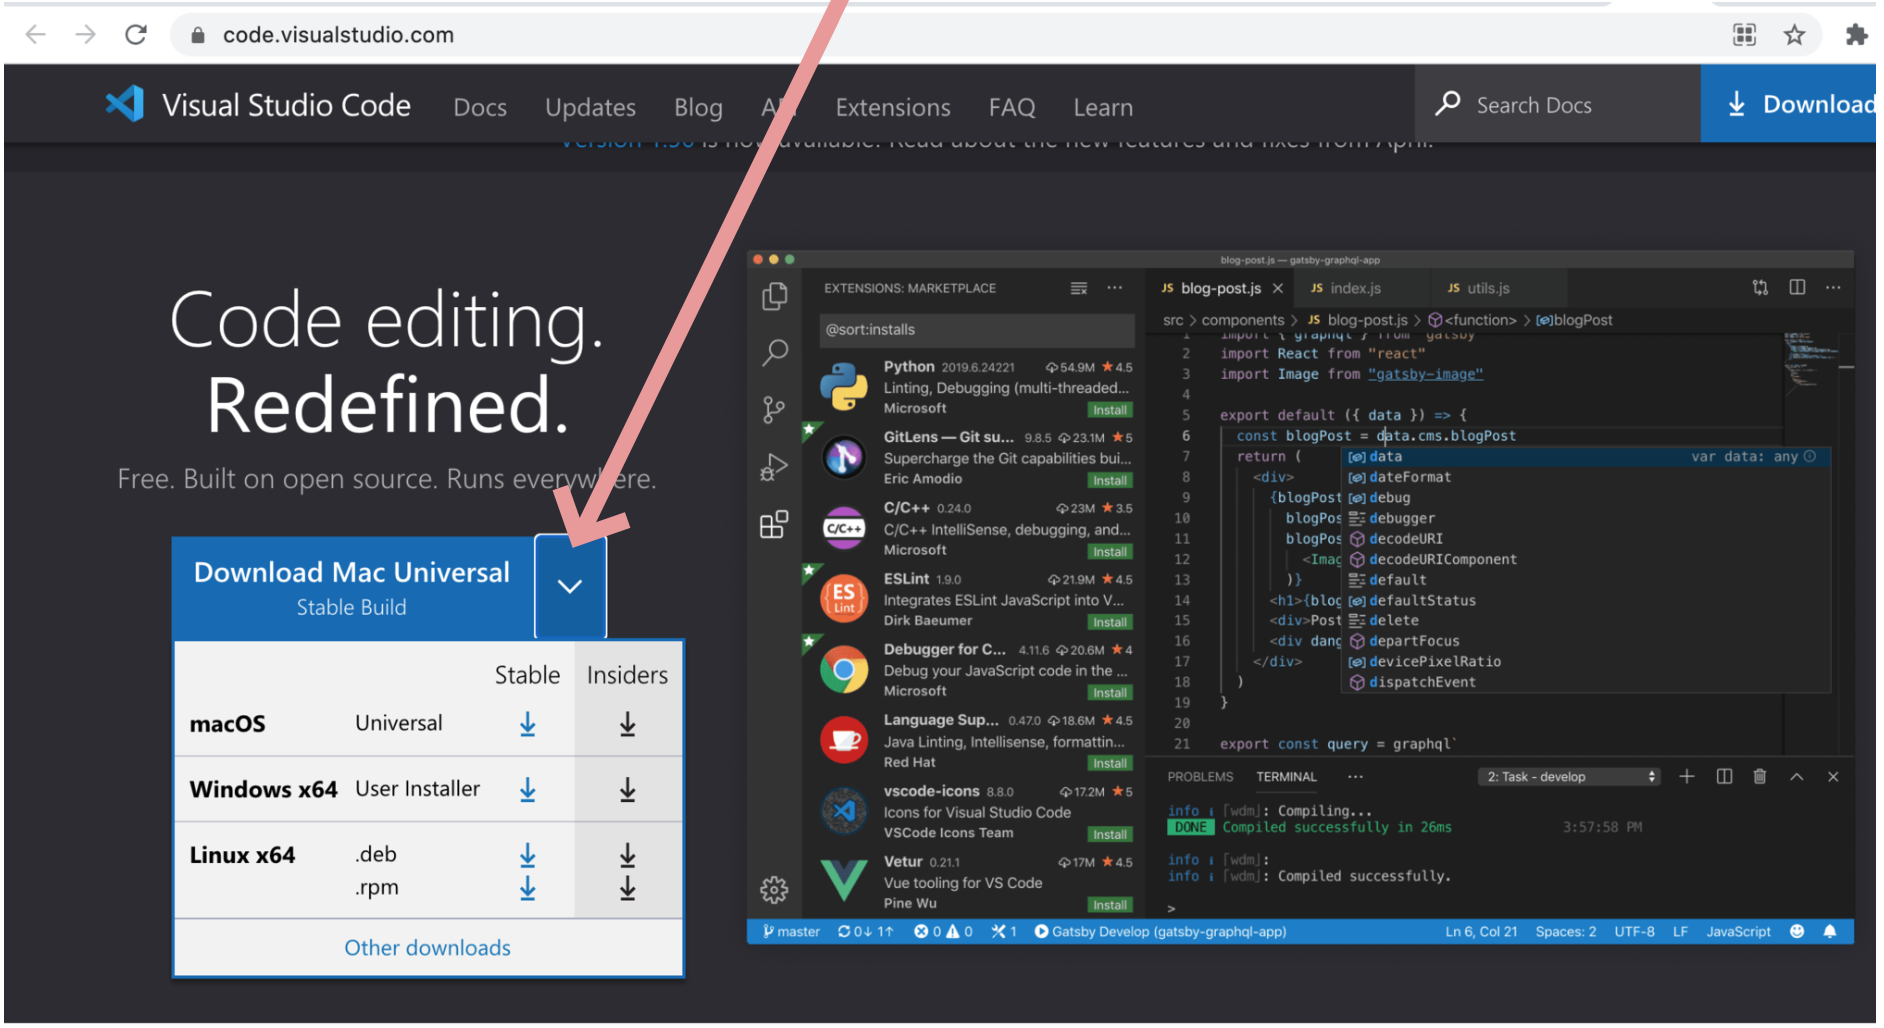 code.visualstudio.com
Visual Studio Code Docs Updates Blog Extensions FAQ Learn Search Docs Download
is available! Read about the new features and fixes from April.
Code editing.
Redefined.
Free. Built on open source. Runs everywhere.
Download Mac Universal
Stable Build
Stable Insiders
macOS Universal
Windows x64 User Installer
Linux x64 .deb
.rpm
Other downloads
blog-post.js — gatsby-graphql-app
EXTENSIONS: MARKETPLACE
@sort:installs
Python 2019.6.24221 54.9M ★4.5
Linting, Debugging (multi-threaded...
Microsoft Install
GitLens — Git su... 9.8.5 23.1M ★5
Supercharge the Git capabilities bui...
Eric Amodio Install
C/C++
C/C++ 0.24.0 23M ★3.5
C/C++ IntelliSense, debugging, and...
Microsoft Install
ES
Lint
ESLint 1.9.0 21.9M ★4.5
Integrates ESLint JavaScript into V...
Dirk Baeumer Install
Debugger for C... 4.11.6 20.6M ★4
Debug your JavaScript code in the ...
Microsoft Install
Language Sup... 0.47.0 18.6M ★4.5
Java Linting, Intellisense, formattin...
Red Hat Install
vscode-icons 8.8.0 17.2M ★5
Icons for Visual Studio Code
VSCode Icons Team Install
Vetur 0.21.1 17M ★4.5
Vue tooling for VS Code
Pine Wu Install
JS blog-post.js × JS index.js JS utils.js
src > components > JS blog-post.js > <function> > blogPost
1 import { graphql } from "gatsby"
2 import React from "react"
3 import Image from "gatsby-image"
4
5 export default ({ data }) => {
6 const blogPost = data.cms.blogPost
7 return (
8 <div>
9 {blogPost
10 blogPos
11 blogPos
12 <Imag
13 )}
14 <h1>{blog
15 <div>Post
16 <div dang
17 </div>
18 )
19 }
20
21 export const query = graphql`
data var data: any
dateFormat
debug
debugger
decodeURI
decodeURIComponent
default
defaultStatus
delete
departFocus
devicePixelRatio
dispatchEvent
PROBLEMS TERMINAL ... 2: Task - develop
info i [wdm]: Compiling...
DONE Compiled successfully in 26ms 3:57:58 PM
info i [wdm]:
info i [wdm]: Compiled successfully.
>
master 0↓ 1↑ 0 0 1 Gatsby Develop (gatsby-graphql-app) Ln 6, Col 21 Spaces: 2 UTF-8 LF JavaScript